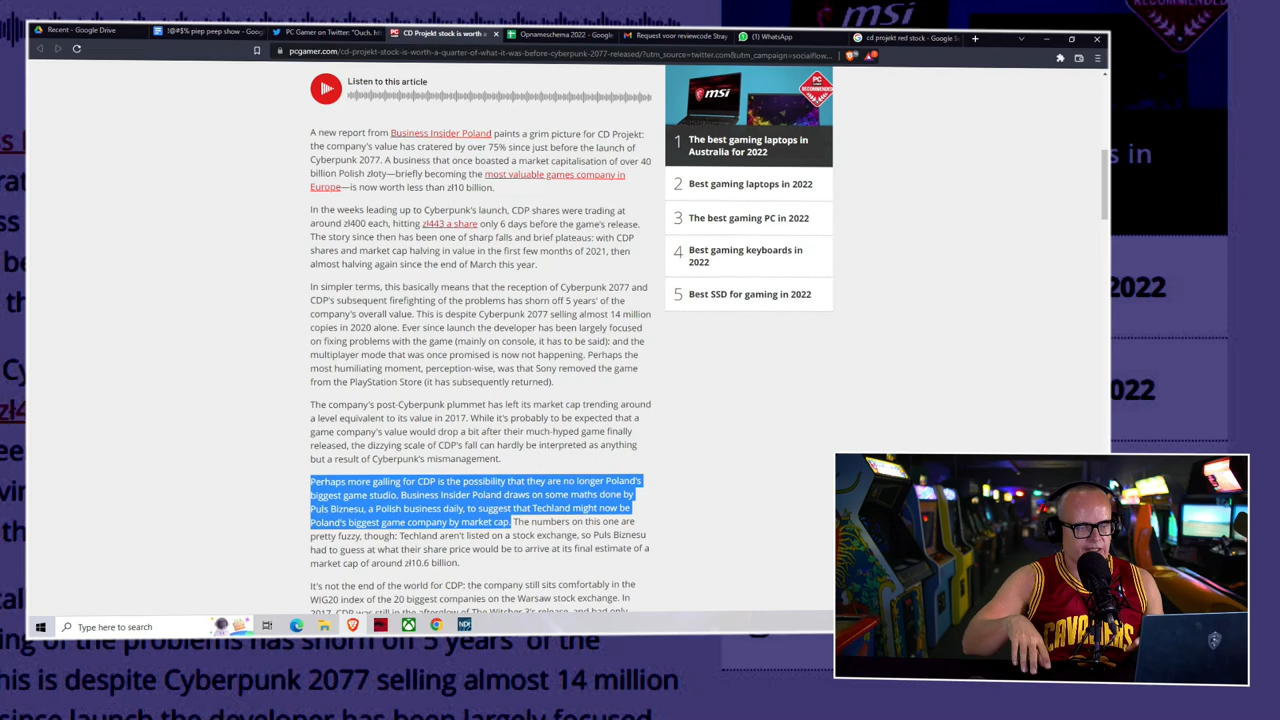 msi
RECOMMENDED
Recent - Google Drive
!@#$% piep peep show - Goog
PC Gamer on Twitter: "Ouch. ht
CD Projekt stock is worth a
Opnameschema 2022 - Google
Request for reviewcode Stray
(1) WhatsApp
cd projekt red stock - Google Se
pcgamer.com/cd-projekt-stock-is-worth-a-quarter-of-what-it-was-before-cyberpunk-2077-released/?utm_source=twitter.com&utm_campaign=socialflow...
Listen to this article
A new report from Business Insider Poland paints a grim picture for CD Projekt:
the company's value has cratered by over 75% since just before the launch of
Cyberpunk 2077. A business that once boasted a market capitalisation of over 40
billion Polish złoty—briefly becoming the most valuable games company in
Europe—is now worth less than zł10 billion.
In the weeks leading up to Cyberpunk's launch, CDP shares were trading at
around zł400 each, hitting zł443 a share only 6 days before the game's release.
The story since then has been one of sharp falls and brief plateaus: with CDP
shares and market cap halving in value in the first few months of 2021, then
almost halving again since the end of March this year.
In simpler terms, this basically means that the reception of Cyberpunk 2077 and
CDP's subsequent firefighting of the problems has shorn off 5 years' of the
company's overall value. This is despite Cyberpunk 2077 selling almost 14 million
copies in 2020 alone. Ever since launch the developer has been largely focused
on fixing problems with the game (mainly on console, it has to be said): and the
multiplayer mode that was once promised is now not happening. Perhaps the
most humiliating moment, perception-wise, was that Sony removed the game
from the PlayStation Store (it has subsequently returned).
The company's post-Cyberpunk plummet has left its market cap trending around
a level equivalent to its value in 2017. While it's probably to be expected that a
game company's value would drop a bit after their much-hyped game finally
released, the dizzying scale of CDP's fall can hardly be interpreted as anything
but a result of Cyberpunk's mismanagement.
Perhaps more galling for CDP is the possibility that they are no longer Poland's
biggest game studio. Business Insider Poland draws on some maths done by
Puls Biznesu, a Polish business daily, to suggest that Techland might now be
Poland's biggest game company by market cap. The numbers on this one are
pretty fuzzy, though: Techland aren't listed on a stock exchange, so Puls Biznesu
had to guess at what their share price would be to arrive at its final estimate of a
market cap of around zł10.6 billion.
It's not the end of the world for CDP: the company still sits comfortably in the
WIG20 index of the 20 biggest companies on the Warsaw stock exchange. In
2017, CDP was still in the afterglow of The Witcher 3's release, and had only
msi
PC
RECOMMENDED
1 The best gaming laptops in
Australia for 2022
2 Best gaming laptops in 2022
3 The best gaming PC in 2022
4 Best gaming keyboards in
2022
5 Best SSD for gaming in 2022
s in
2022
2022
CAVALIERS
Type here to search
ng of the problems has shorn off 5 years' of the
his is despite Cyberpunk 2077 selling almost 14 million
since launch the developer has been largely focused